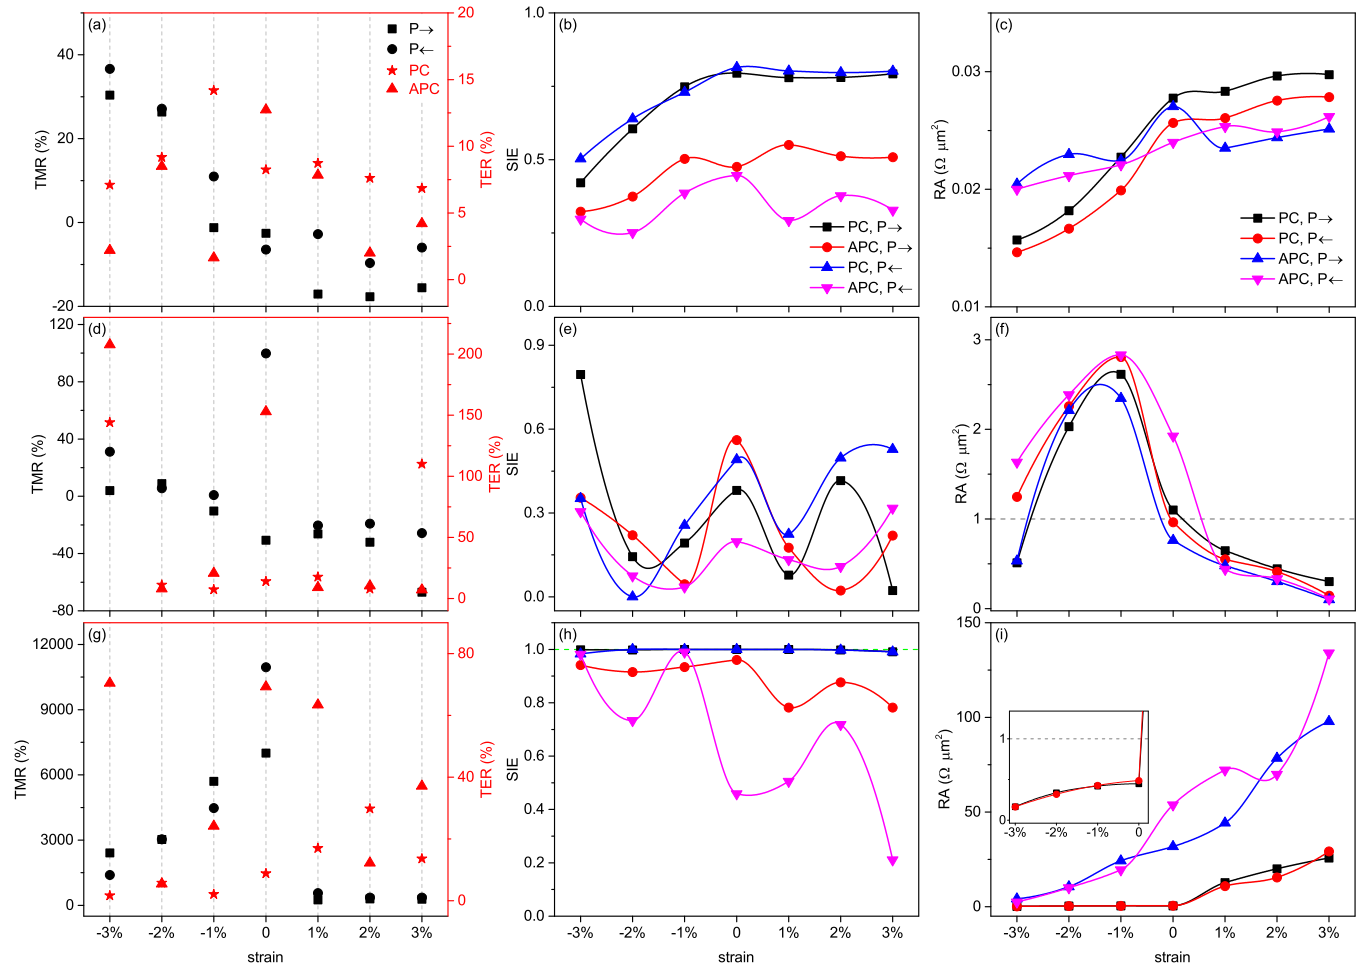 (a)
40
20
0
-20
TMR (%)
20
15
10
5
0
TER (%)
P→
P←
PC
APC
(b)
1.0
0.5
0.0
SIE
PC, P→
APC, P→
PC, P←
APC, P←
(c)
0.03
0.02
0.01
RA (Ω μm²)
PC, P→
PC, P←
APC, P→
APC, P←
(d)
120
80
40
0
-40
-80
TMR (%)
200
150
100
50
0
TER (%)
(e)
0.9
0.6
0.3
0.0
SIE
(f)
3
2
1
0
RA (Ω μm²)
(g)
12000
9000
6000
3000
0
TMR (%)
80
40
0
TER (%)
-3%
-2%
-1%
0
1%
2%
3%
strain
(h)
1.0
0.8
0.6
0.4
0.2
0.0
SIE
-3%
-2%
-1%
0
1%
2%
3%
strain
(i)
150
100
50
0
RA (Ω μm²)
1
0
-3%
-2%
-1%
0
-3%
-2%
-1%
0
1%
2%
3%
strain